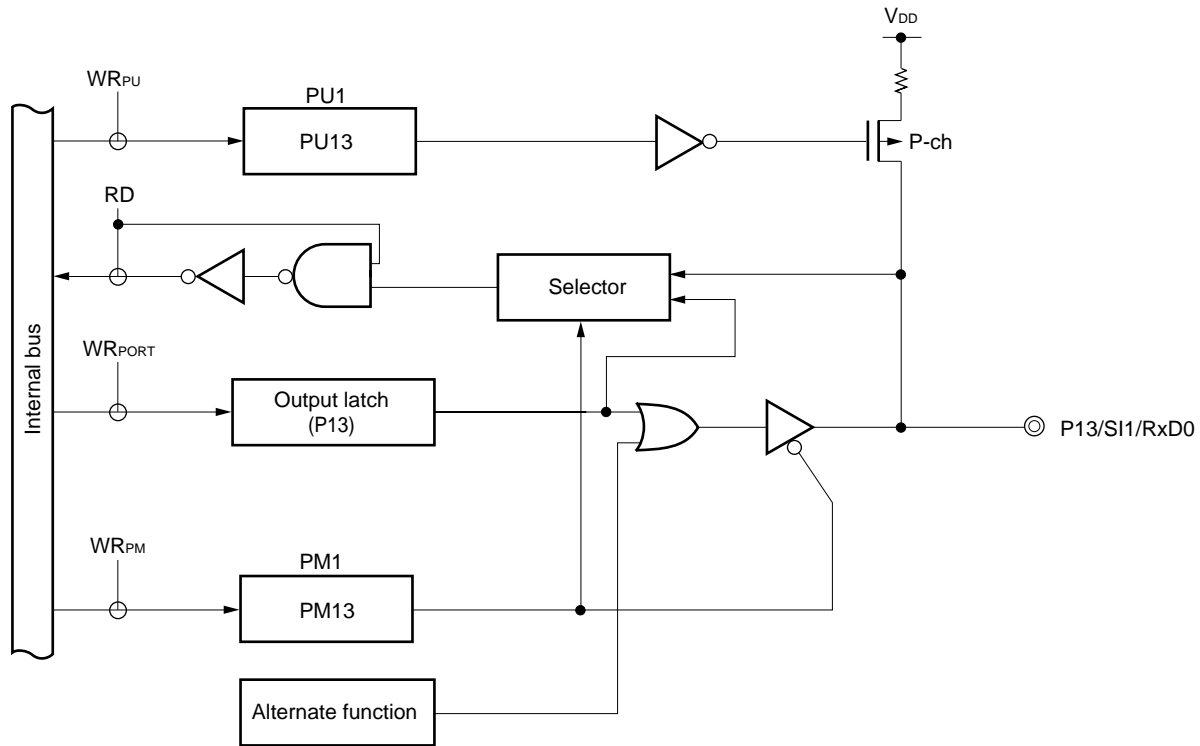 VDD
WRPU
PU1
PU13
P-ch
RD
Selector
Internal bus
WRPORT
Output latch
(P13)
P13/SI1/RxD0
WRPM
PM1
PM13
Alternate function